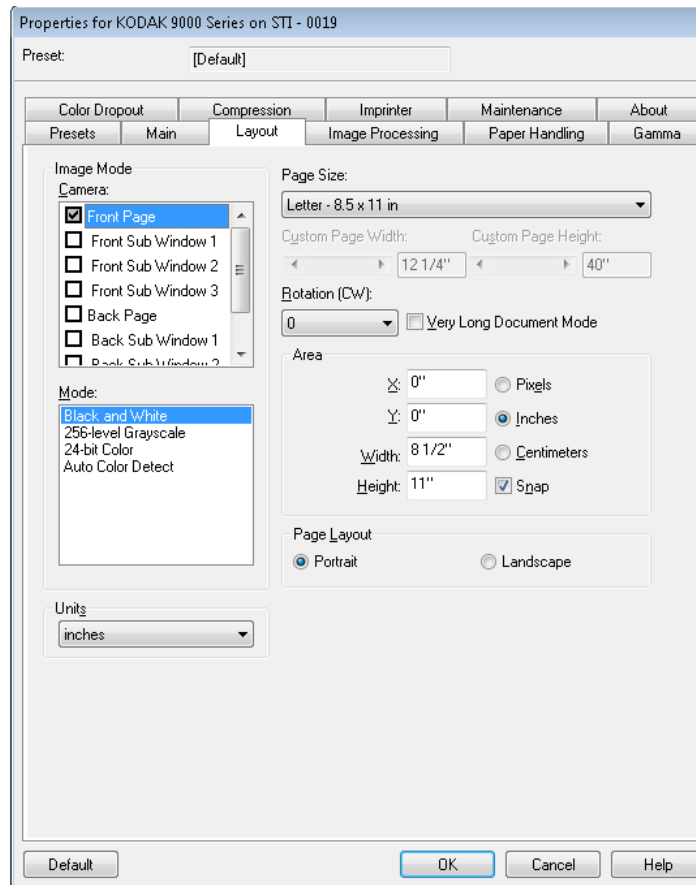 Properties for KODAK 9000 Series on STI - 0019
Preset: [Default]
Color Dropout Compression Imprinter Maintenance About
Presets Main Layout Image Processing Paper Handling Gamma
Image Mode
Camera:
Front Page
Front Sub Window 1
Front Sub Window 2
Front Sub Window 3
Back Page
Back Sub Window 1
Back Sub Window 2
Mode:
Black and White
256-level Grayscale
24-bit Color
Auto Color Detect
Units
inches
Page Size:
Letter - 8.5 x 11 in
Custom Page Width: Custom Page Height:
12 1/4" 40"
Rotation (CW):
0 Very Long Document Mode
Area
X: 0" Pixels
Y: 0" Inches
Width: 8 1/2" Centimeters
Height: 11" Snap
Page Layout
Portrait Landscape
Default OK Cancel Help